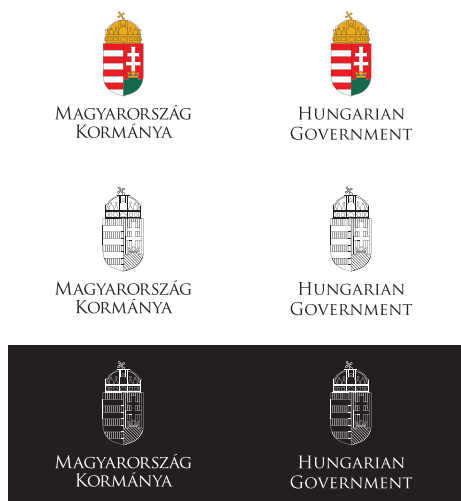 MAGYARORSZÁG
KORMÁNYA
HUNGARIAN
GOVERNMENT
MAGYARORSZÁG
KORMÁNYA
HUNGARIAN
GOVERNMENT
MAGYARORSZÁG
KORMÁNYA
HUNGARIAN
GOVERNMENT